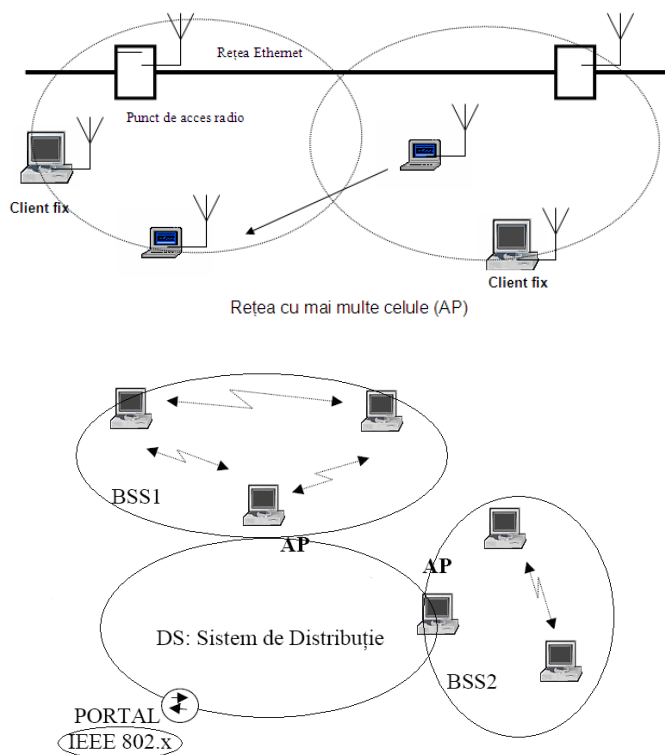 Rețea Ethernet
Punct de acces radio
Client fix
Client fix
Rețea cu mai multe celule (AP)
BSS1
AP
AP
DS: Sistem de Distribuție
BSS2
PORTAL
IEEE 802.x